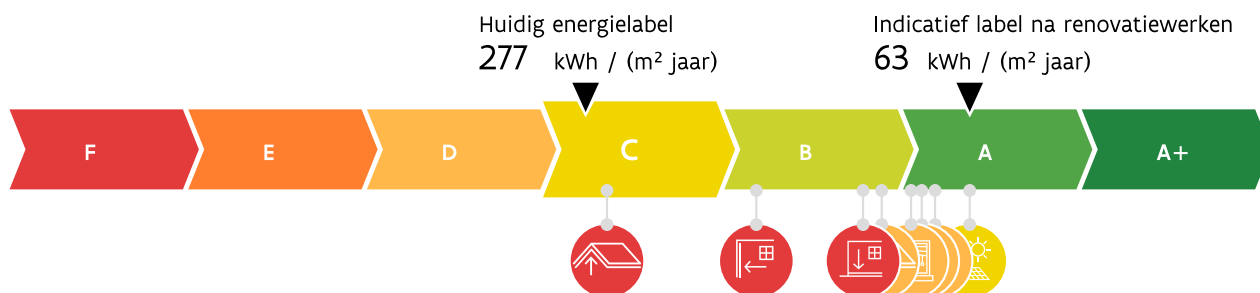 Huidig energielabel
277 kWh / (m² jaar)
Indicatief label na renovatiewerken
63 kWh / (m² jaar)
F E D C B A A+